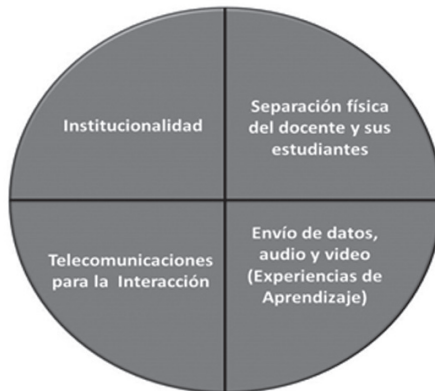 Institucionalidad
Separación física
del docente y sus
estudiantes
Telecomunicaciones
para la Interacción
Envío de datos,
audio y video
(Experiencias de
Aprendizaje)